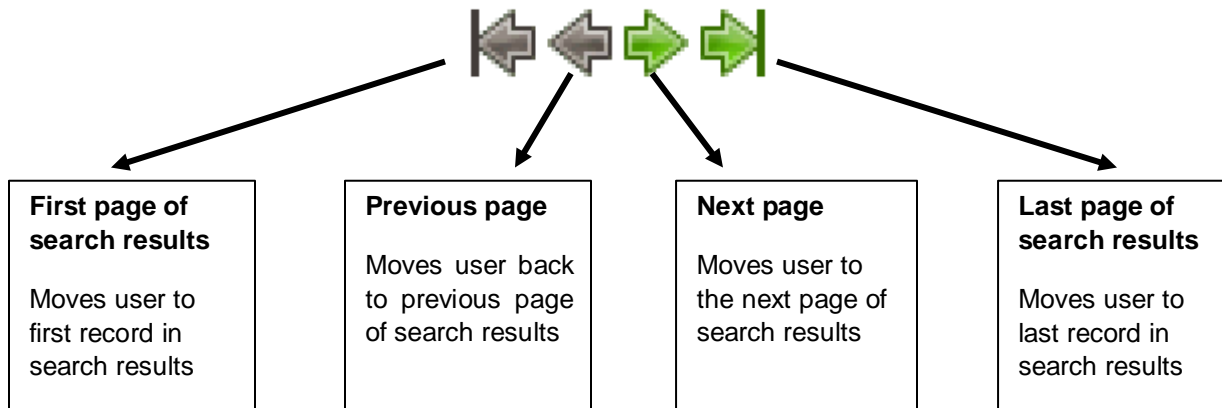 First page of
search results
Moves user to
first record in
search results
Previous page
Moves user back
to previous page
of search results
Next page
Moves user to
the next page of
search results
Last page of
search results
Moves user to
last record in
search results